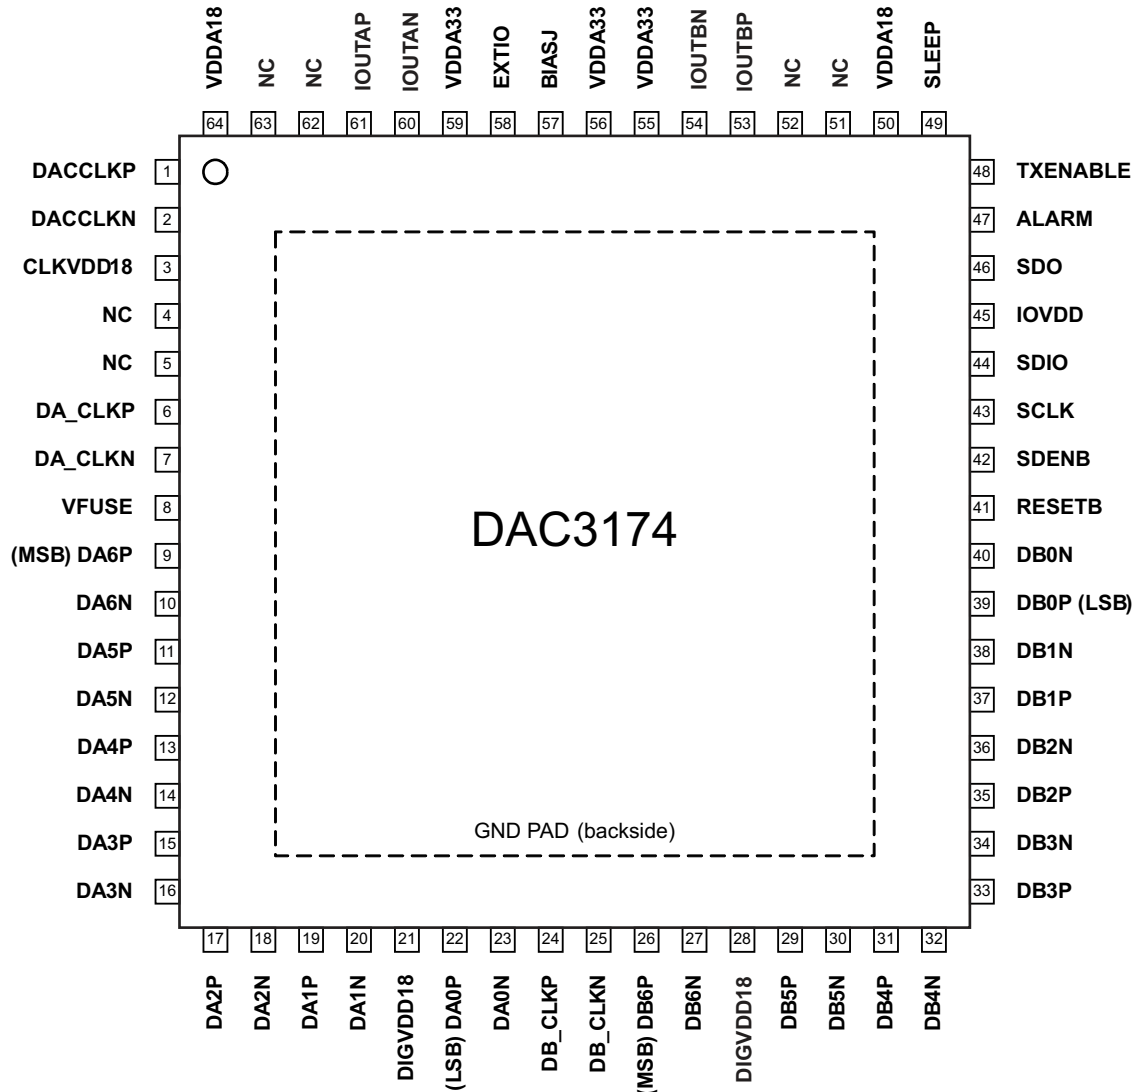 VDDA18
NC
NC
IOUTAP
IOUTAN
VDDA33
EXTIO
BIASJ
VDDA33
VDDA33
IOUTBN
IOUTBP
NC
NC
VDDA18
SLEEP
64 63 62 61 60 59 58 57 56 55 54 53 52 51 50 49
DACCLKP 1
DACCLKN 2
CLKVDD18 3
NC 4
NC 5
DA_CLKP 6
DA_CLKN 7
VFUSE 8
(MSB) DA6P 9
DA6N 10
DA5P 11
DA5N 12
DA4P 13
DA4N 14
DA3P 15
DA3N 16
DAC3174
GND PAD (backside)
48 TXENABLE
47 ALARM
46 SDO
45 IOVDD
44 SDIO
43 SCLK
42 SDENB
41 RESETB
40 DB0N
39 DB0P (LSB)
38 DB1N
37 DB1P
36 DB2N
35 DB2P
34 DB3N
33 DB3P
17 18 19 20 21 22 23 24 25 26 27 28 29 30 31 32
DA2P
DA2N
DA1P
DA1N
DIGVDD18
(LSB) DA0P
DA0N
DB_CLKP
DB_CLKN
(MSB) DB6P
DB6N
DIGVDD18
DB5P
DB5N
DB4P
DB4N